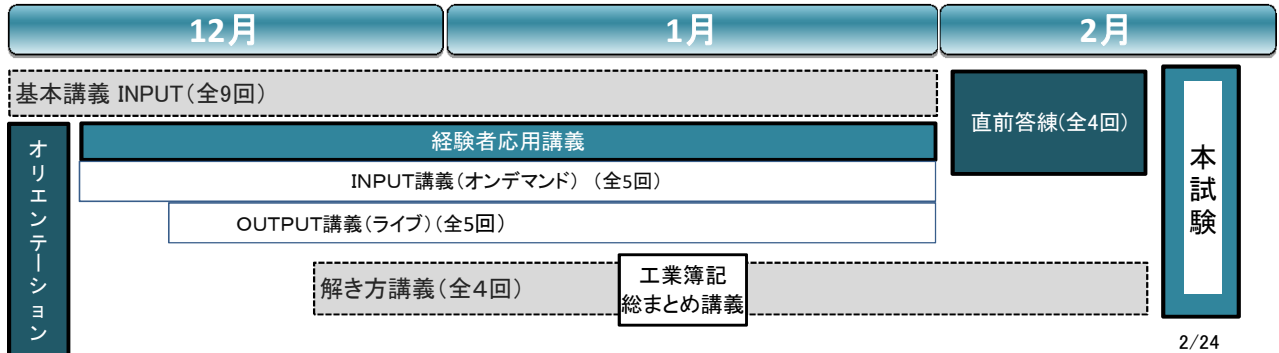 12月
1月
2月
基本講義 INPUT（全9回）
オリエンテーション
経験者応用講義
INPUT講義（オンデマンド）（全5回）
OUTPUT講義（ライブ）（全5回）
解き方講義（全４回）
工業簿記
総まとめ講義
直前答練(全4回)
本試験
2/24